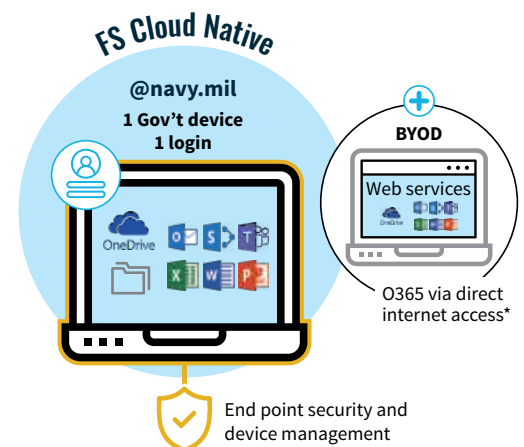 FS Cloud Native
@navy.mil
1 Gov't device
1 login
OneDrive
O S T
X W P
BYOD
Web services
OneDrive
O365 via direct
internet access*
End point security and
device management